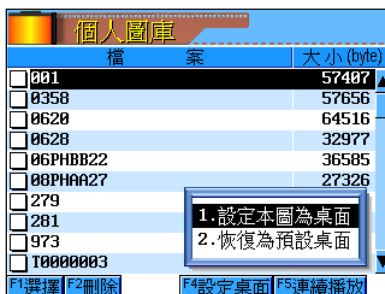 個人圖庫
檔 案 大小(byte)
001 57407
0358 57656
0620 64516
0628 32977
06PHBB22 36585
08PHAA27 27326
279
281
973
T0000003
1.設定本圖為桌面
2.恢復為預設桌面
F1選擇 F2刪除 F4設定桌面 F5連續播放